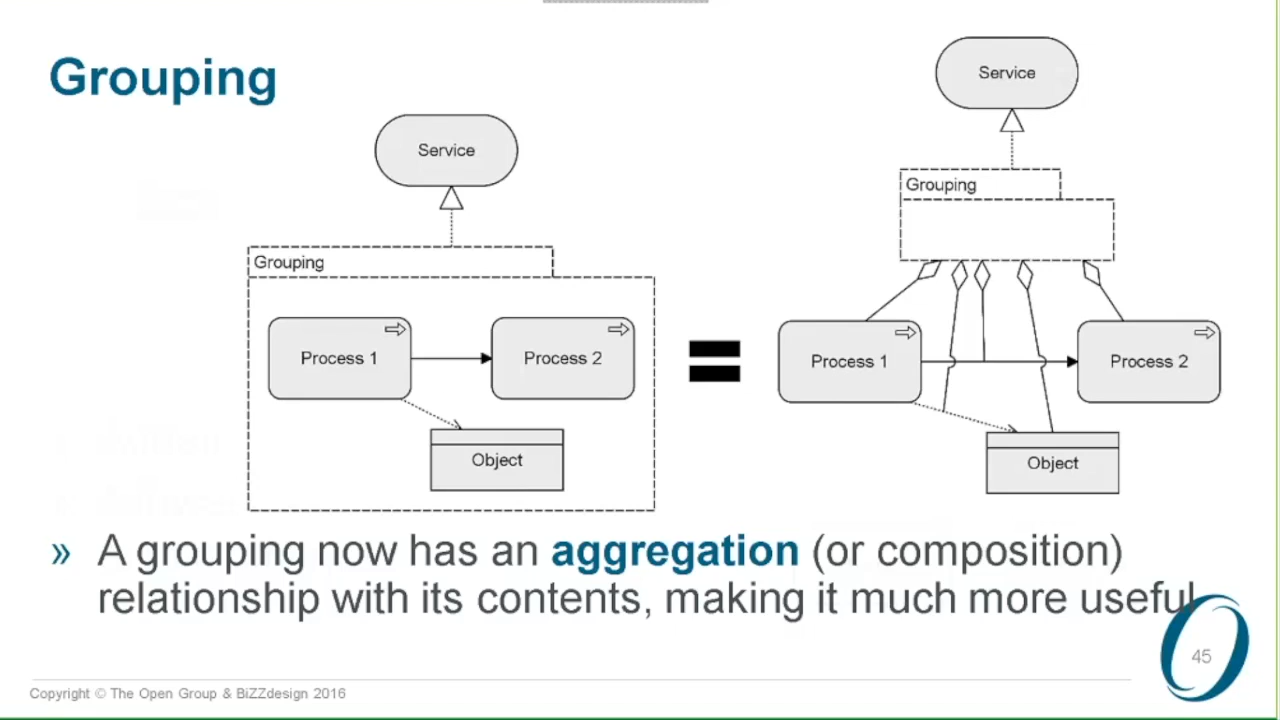 Grouping
Service
Grouping
Process 1
Process 2
Object
Service
Grouping
Process 1
Process 2
Object
» A grouping now has an aggregation (or composition)
relationship with its contents, making it much more useful
45
Copyright © The Open Group & BiZZdesign 2016